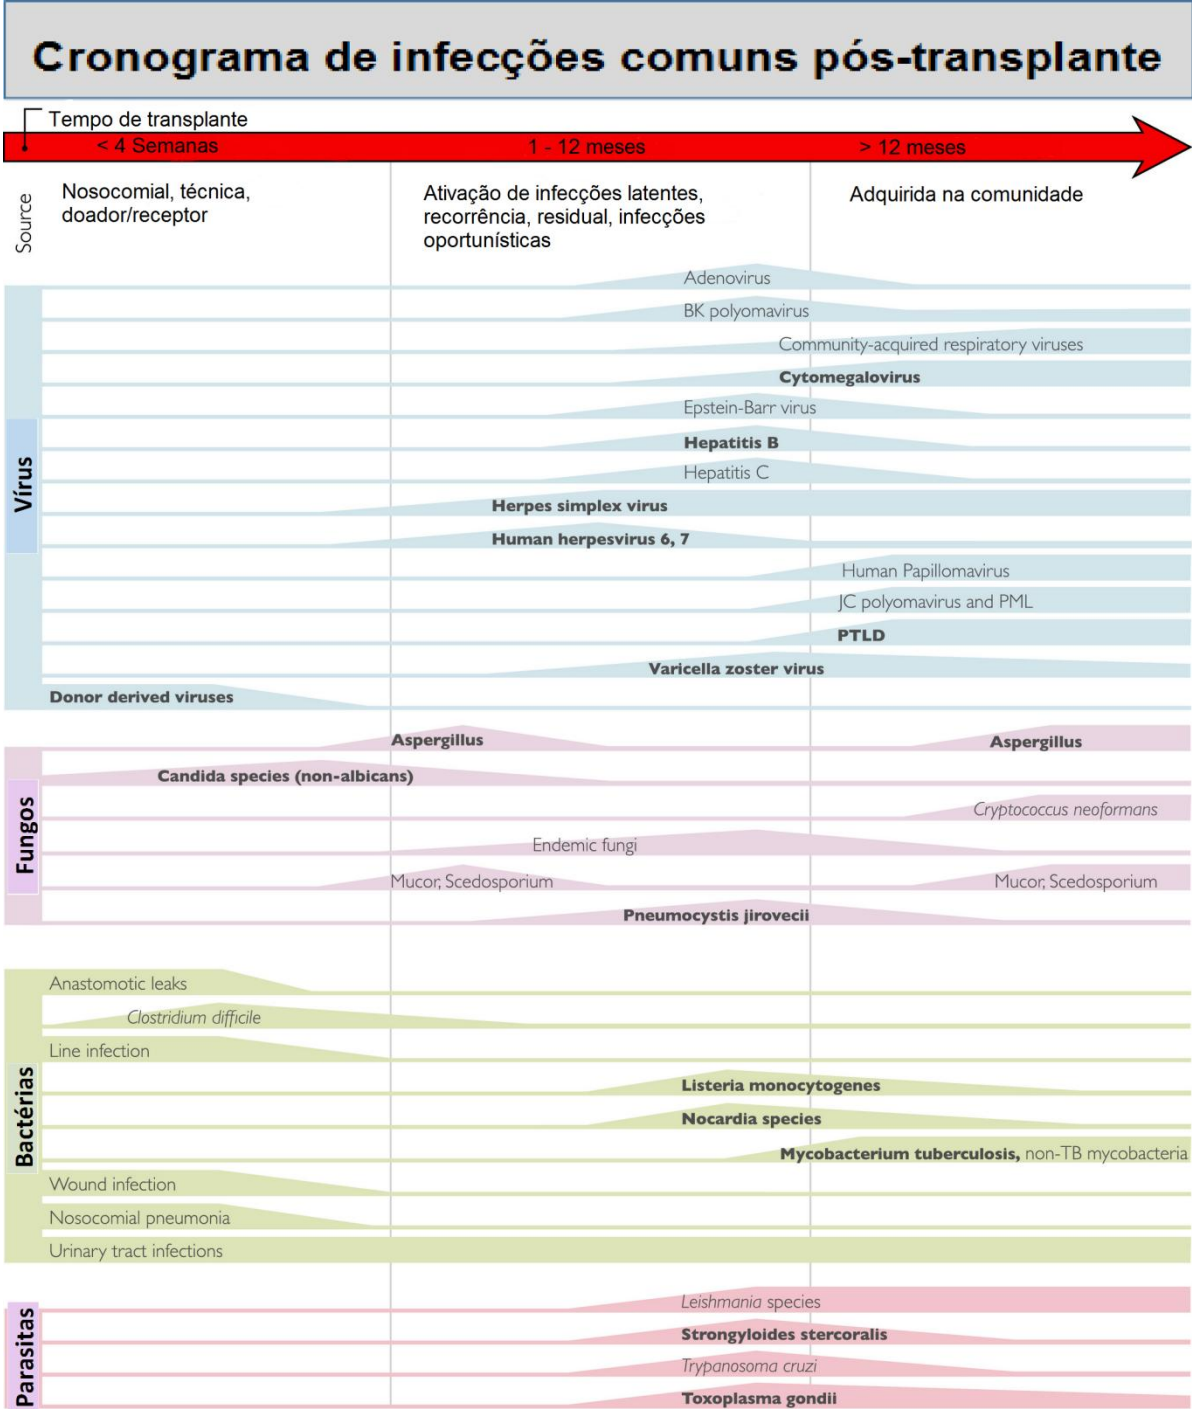 Cronograma de infecções comuns pós-transplante
Tempo de transplante
< 4 Semanas
1 - 12 meses
> 12 meses
Source
Nosocomial, técnica,
doador/receptor
Ativação de infecções latentes,
recorrência, residual, infecções
oportunísticas
Adquirida na comunidade
Vírus
Adenovirus
BK polyomavirus
Community-acquired respiratory viruses
Cytomegalovirus
Epstein-Barr virus
Hepatitis B
Hepatitis C
Herpes simplex virus
Human herpesvirus 6, 7
Human Papillomavirus
JC polyomavirus and PML
PTLD
Varicella zoster virus
Donor derived viruses
Fungos
Aspergillus
Aspergillus
Candida species (non-albicans)
Cryptococcus neoformans
Endemic fungi
Mucor, Scedosporium
Mucor, Scedosporium
Pneumocystis jirovecii
Bactérias
Anastomotic leaks
Clostridium difficile
Line infection
Listeria monocytogenes
Nocardia species
Mycobacterium tuberculosis, non-TB mycobacteria
Wound infection
Nosocomial pneumonia
Urinary tract infections
Parasitas
Leishmania species
Strongyloides stercoralis
Trypanosoma cruzi
Toxoplasma gondii